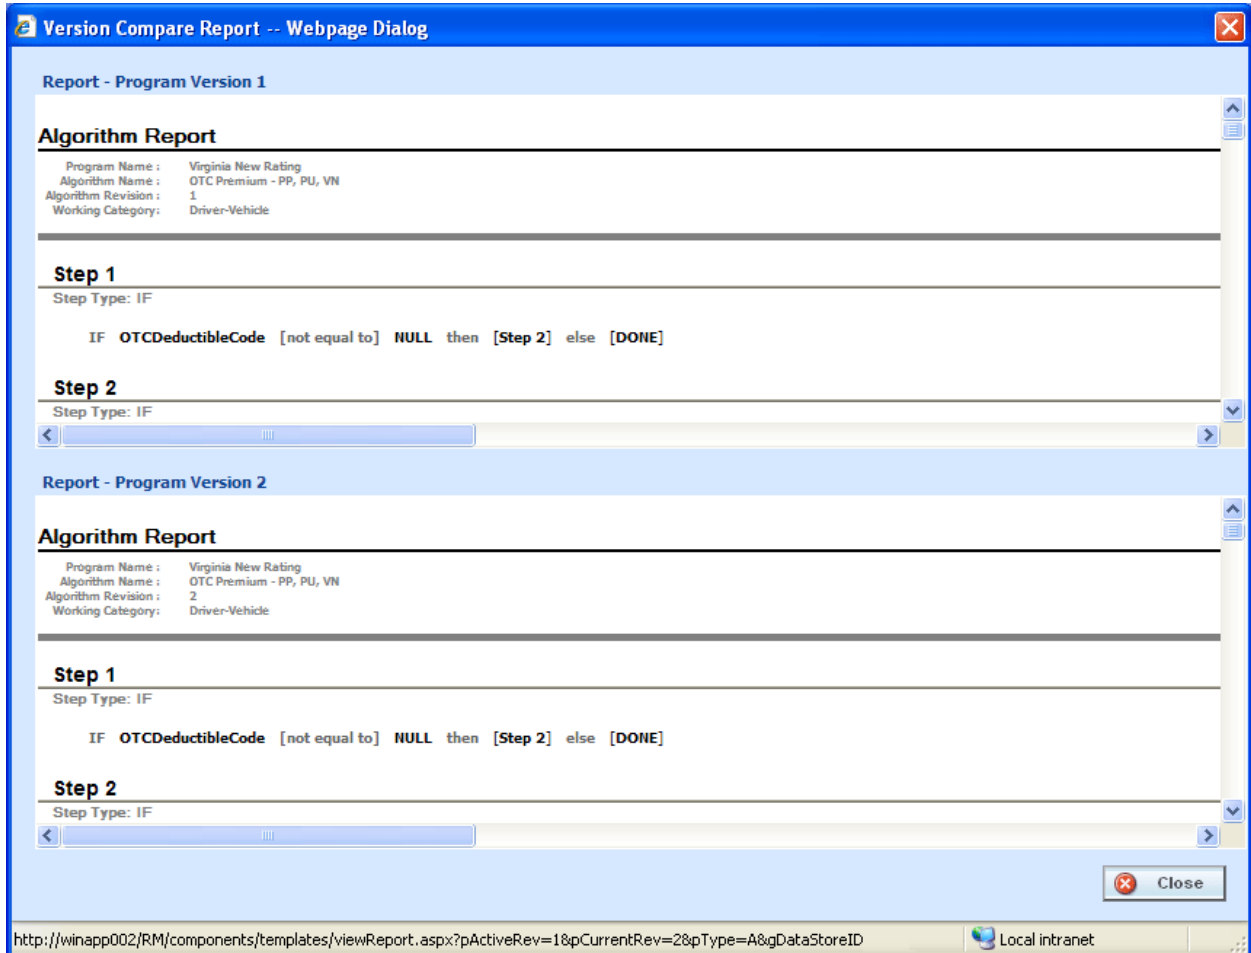 Version Compare Report -- Webpage Dialog
Report - Program Version 1
Algorithm Report
Program Name : Virginia New Rating
Algorithm Name : OTC Premium - PP, PU, VN
Algorithm Revision : 1
Working Category: Driver-Vehicle
Step 1
Step Type: IF
IF OTCDeductibleCode [not equal to] NULL then [Step 2] else [DONE]
Step 2
Step Type: IF
Report - Program Version 2
Algorithm Report
Program Name : Virginia New Rating
Algorithm Name : OTC Premium - PP, PU, VN
Algorithm Revision : 2
Working Category: Driver-Vehicle
Step 1
Step Type: IF
IF OTCDeductibleCode [not equal to] NULL then [Step 2] else [DONE]
Step 2
Step Type: IF
Close
http://winapp002/RM/components/templates/viewReport.aspx?pActiveRev=1&pCurrentRev=2&pType=A&gDataStoreID Local intranet